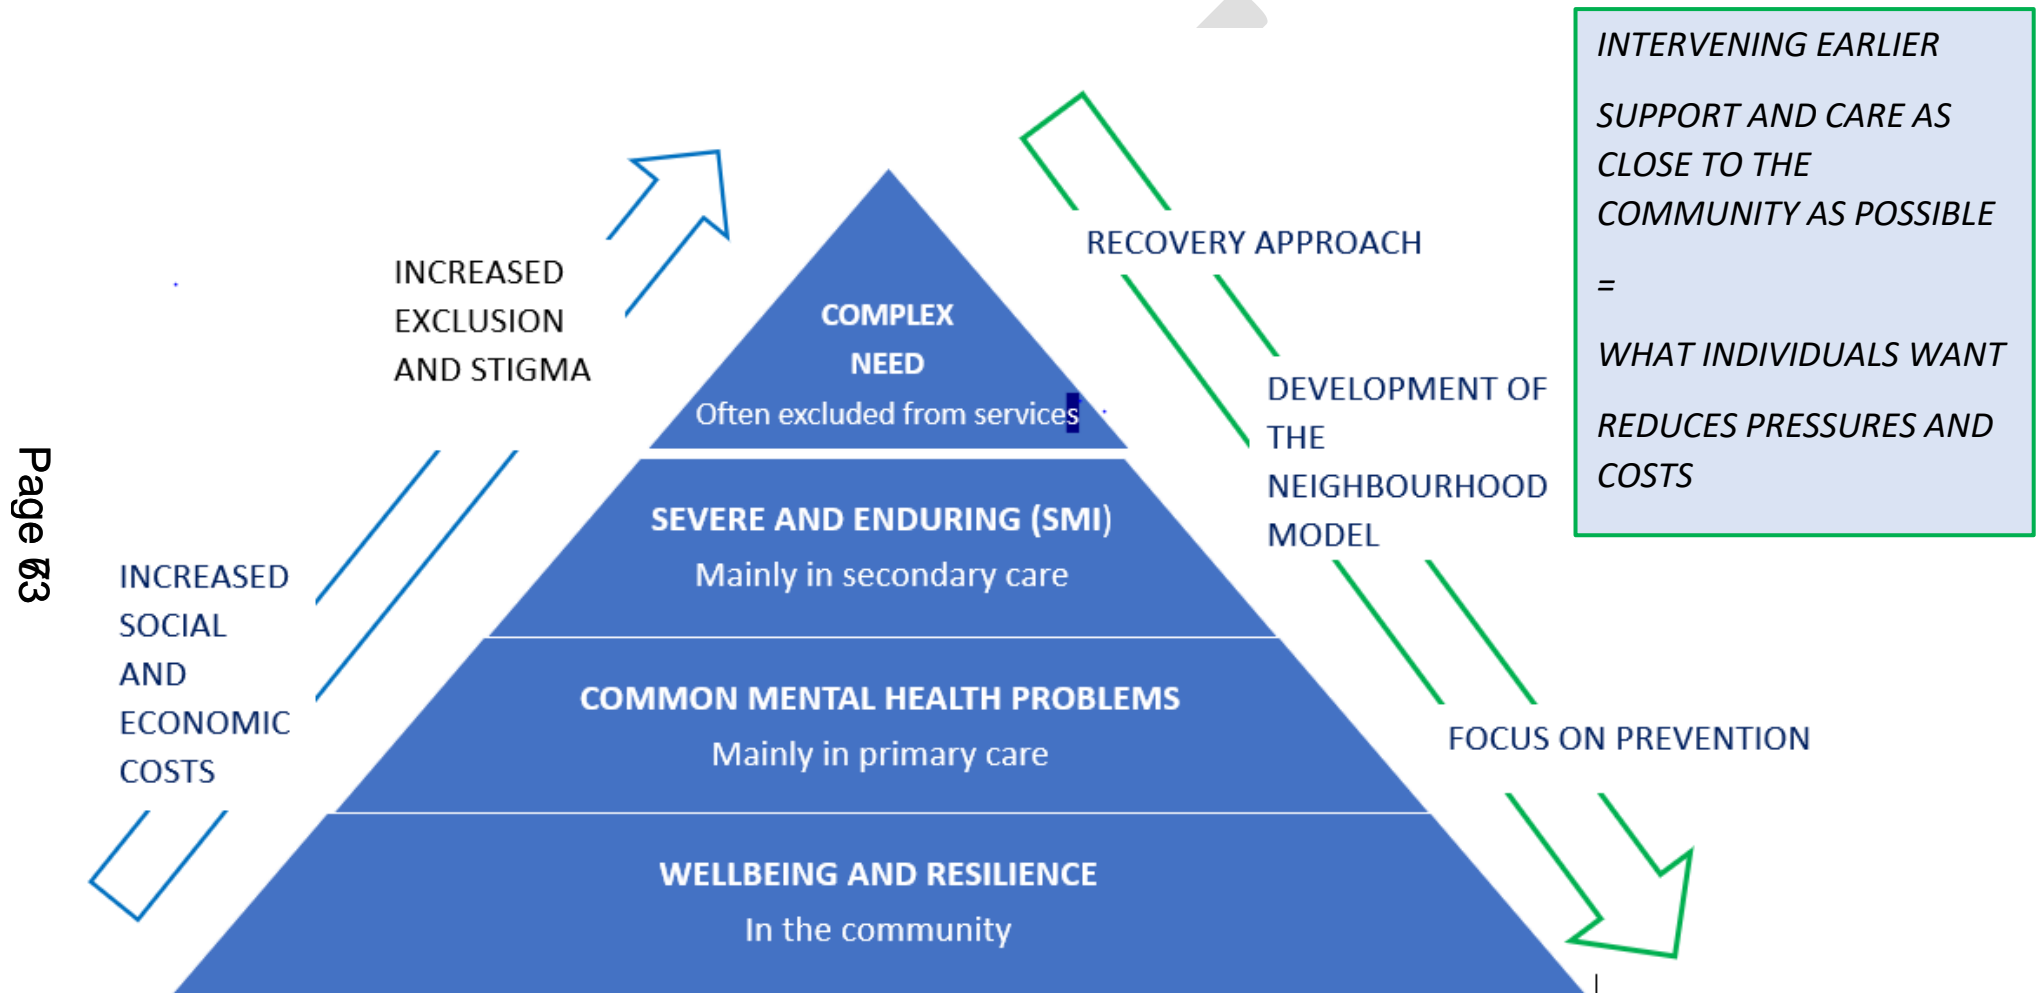 INCREASED
EXCLUSION
AND STIGMA
INCREASED
SOCIAL
AND
ECONOMIC
COSTS
COMPLEX
NEED
Often excluded from services
SEVERE AND ENDURING (SMI)
Mainly in secondary care
COMMON MENTAL HEALTH PROBLEMS
Mainly in primary care
WELLBEING AND RESILIENCE
In the community
RECOVERY APPROACH
DEVELOPMENT OF
THE
NEIGHBOURHOOD
MODEL
FOCUS ON PREVENTION
INTERVENING EARLIER
SUPPORT AND CARE AS
CLOSE TO THE
COMMUNITY AS POSSIBLE
=
WHAT INDIVIDUALS WANT
REDUCES PRESSURES AND
COSTS
Page